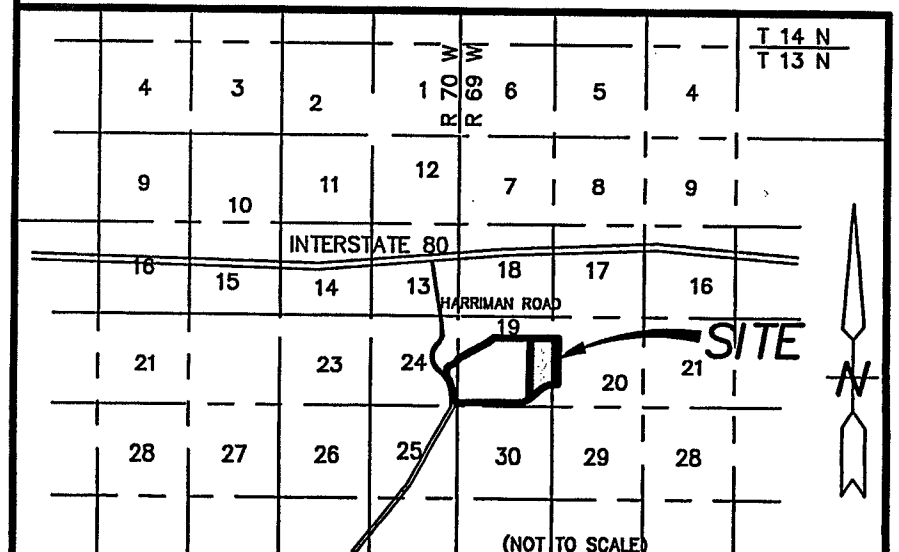 T 14 N
T 13 N
R 70 W
R 69 W
4 3 2 1 6 5 4
9 10 11 12 7 8 9
INTERSTATE 80
16 15 14 13 18 17 16
HARRIMAN ROAD
19
SITE
21 23 24 20 21
N
28 27 26 25 30 29 28
(NOT TO SCALE)